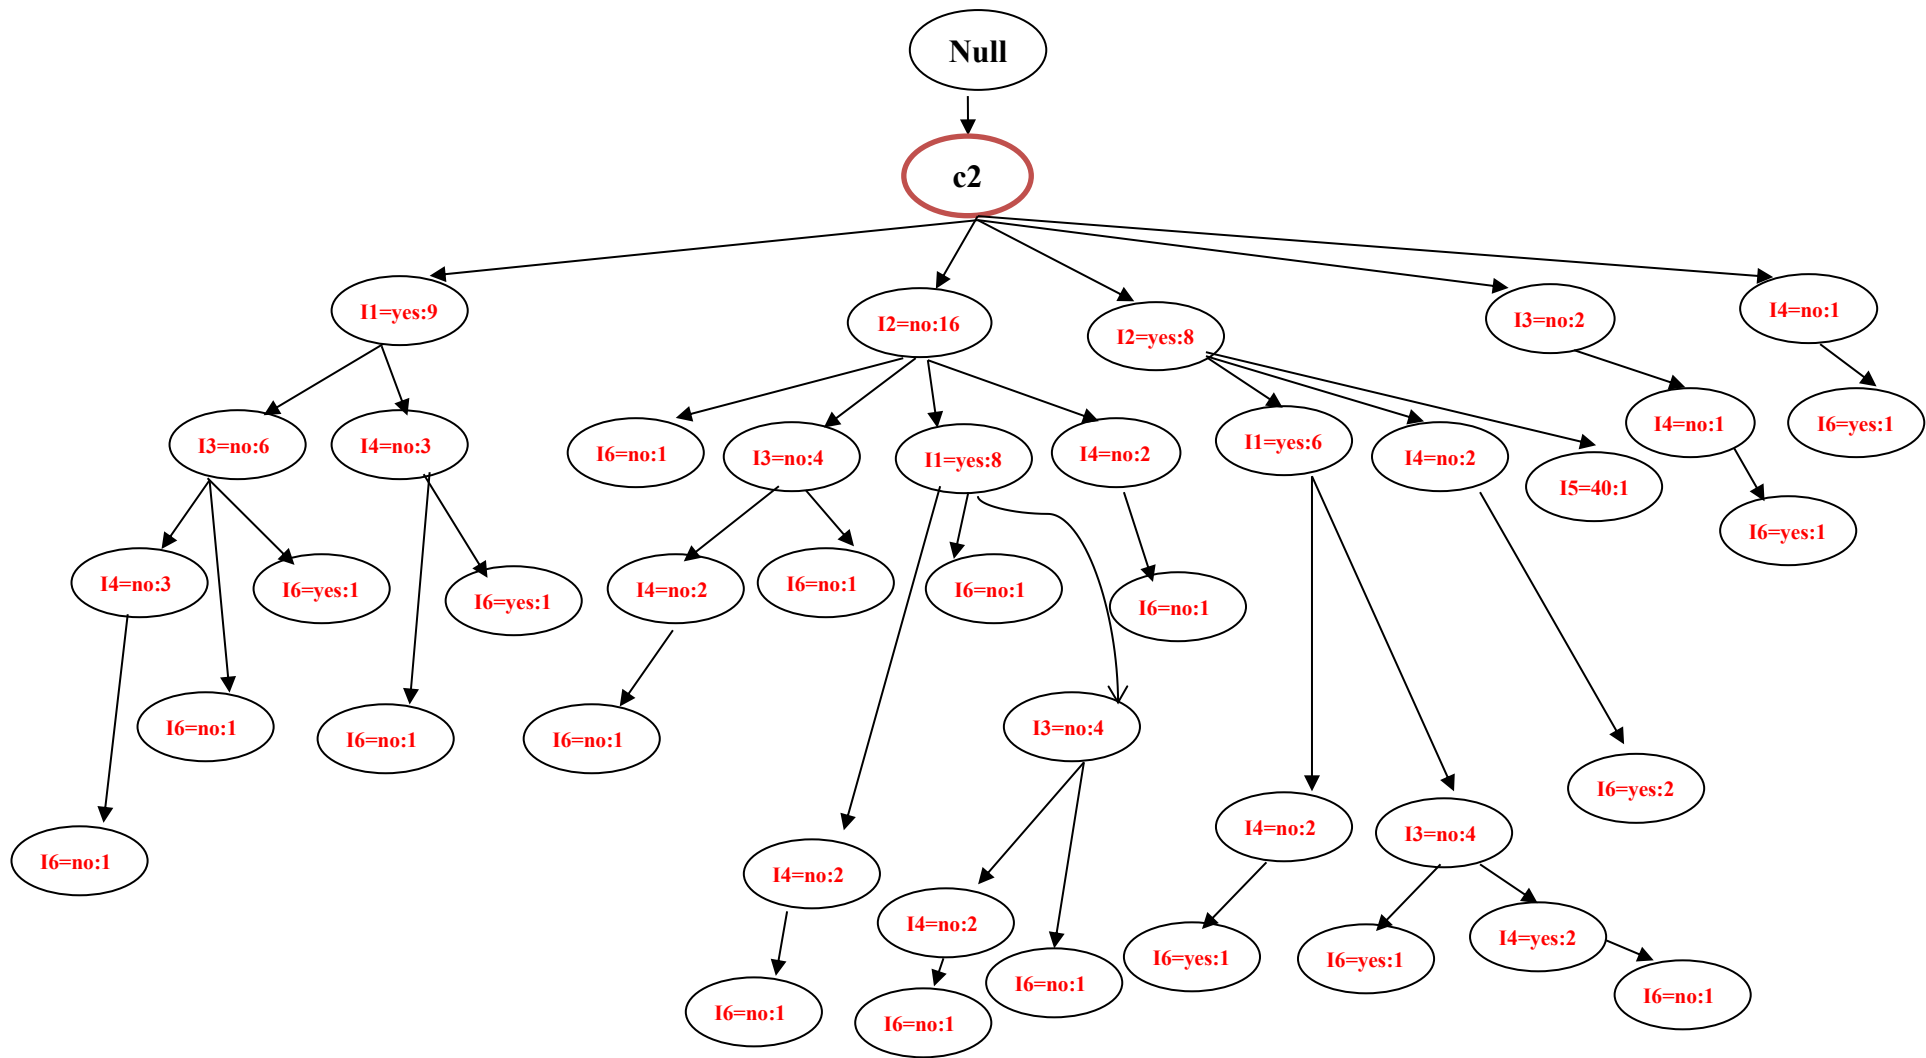 Null
c2
I1=yes:9
I2=no:16
I2=yes:8
I3=no:2
I4=no:1
I3=no:6
I4=no:3
I6=no:1
I3=no:4
I1=yes:8
I4=no:2
I1=yes:6
I4=no:2
I5=40:1
I4=no:1
I6=yes:1
I4=no:3
I6=yes:1
I6=yes:1
I4=no:2
I6=no:1
I6=no:1
I6=no:1
I6=yes:1
I6=no:1
I6=no:1
I6=no:1
I3=no:4
I6=yes:2
I6=no:1
I4=no:2
I4=no:2
I4=no:2
I3=no:4
I6=no:1
I6=no:1
I6=no:1
I6=yes:1
I6=yes:1
I4=yes:2
I6=no:1